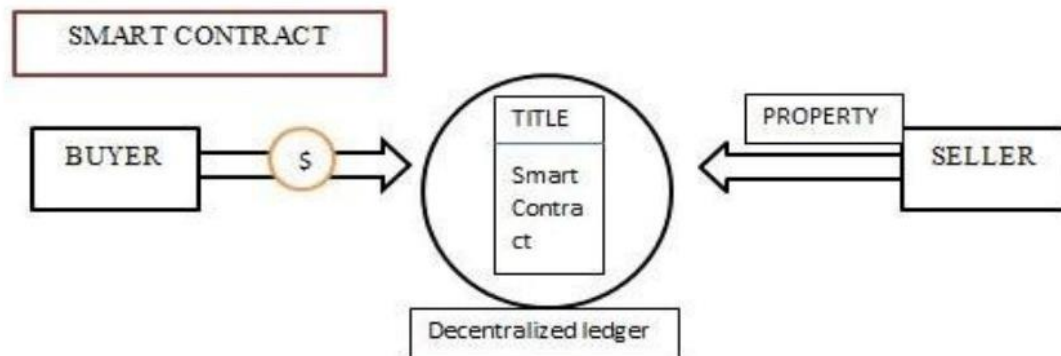 SMART CONTRACT
BUYER
$
TITLE
Smart
Contra
ct
PROPERTY
SELLER
Decentralized ledger